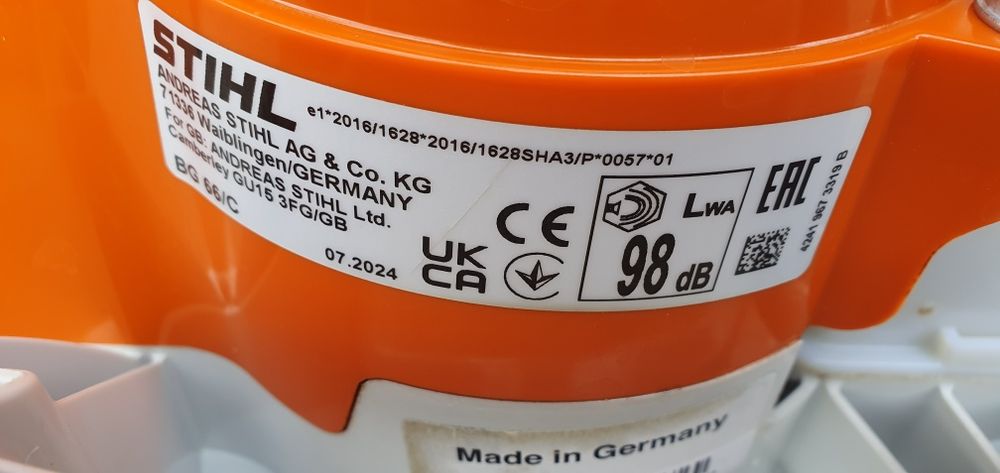 STIHL
ANDREAS STIHL AG & Co. KG
71336 Waiblingen/GERMANY
For GB: ANDREAS STIHL Ltd.
Camberley GU15 3FG/GB
BG 66/C
07.2024
e1*2016/1628*2016/1628SHA3/P*0057*01
CE
UK
CA
LWA
98 dB
EAC
4241 967 3319 B
Made in Germany